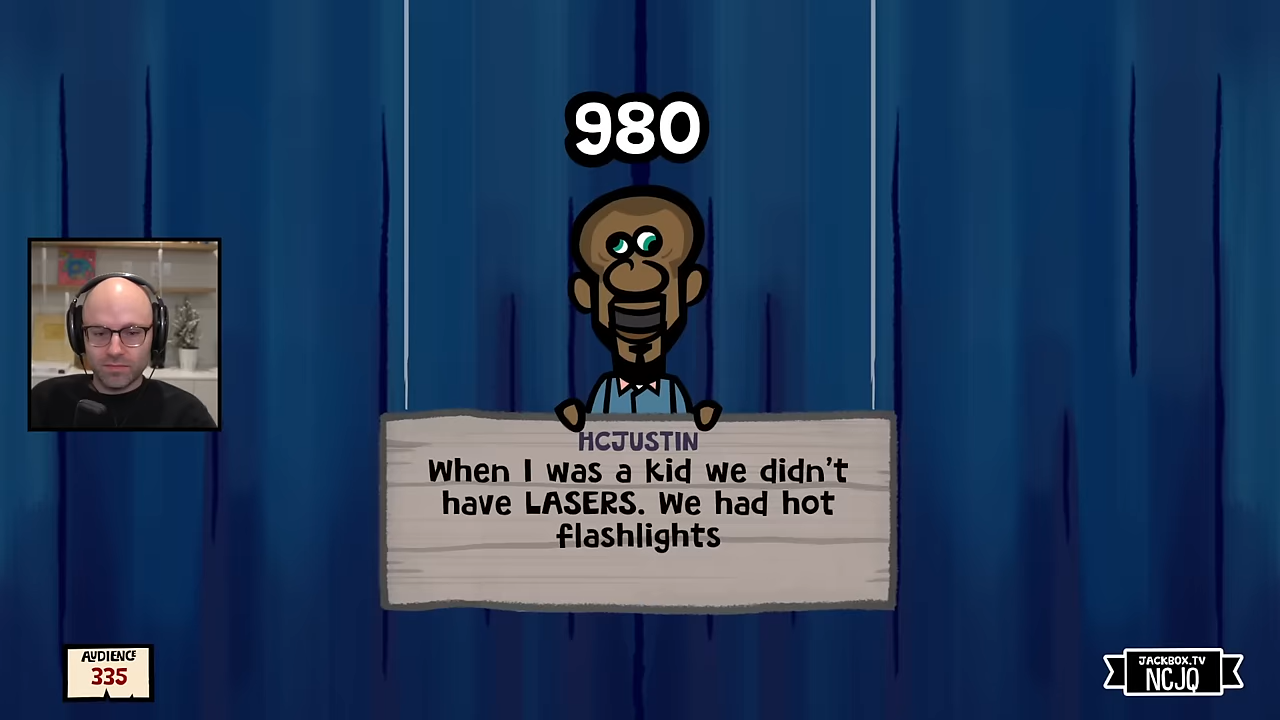 980
HCJUSTIN
When I was a kid we didn't
have LASERS. We had hot
flashlights
AUDIENCE
335
JACKBOX.TV
NCJQ